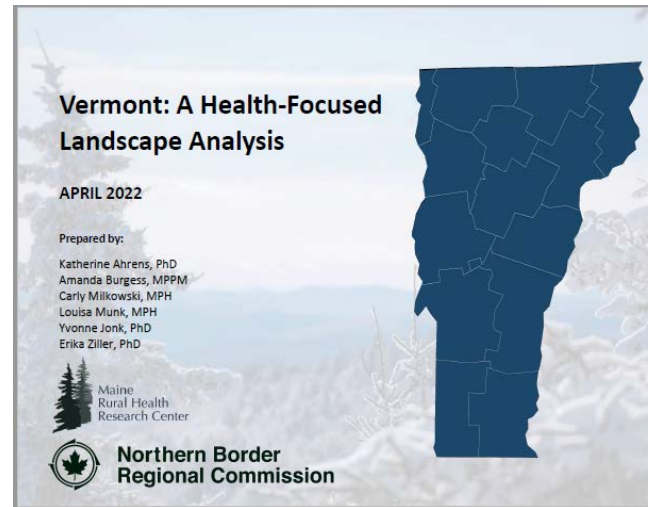 Vermont: A Health-Focused
Landscape Analysis
APRIL 2022
Prepared by:
Katherine Ahrens, PhD
Amanda Burgess, MPPM
Carly Milkowski, MPH
Louisa Munk, MPH
Yvonne Jonk, PhD
Erika Ziller, PhD
Maine
Rural Health
Research Center
Northern Border
Regional Commission